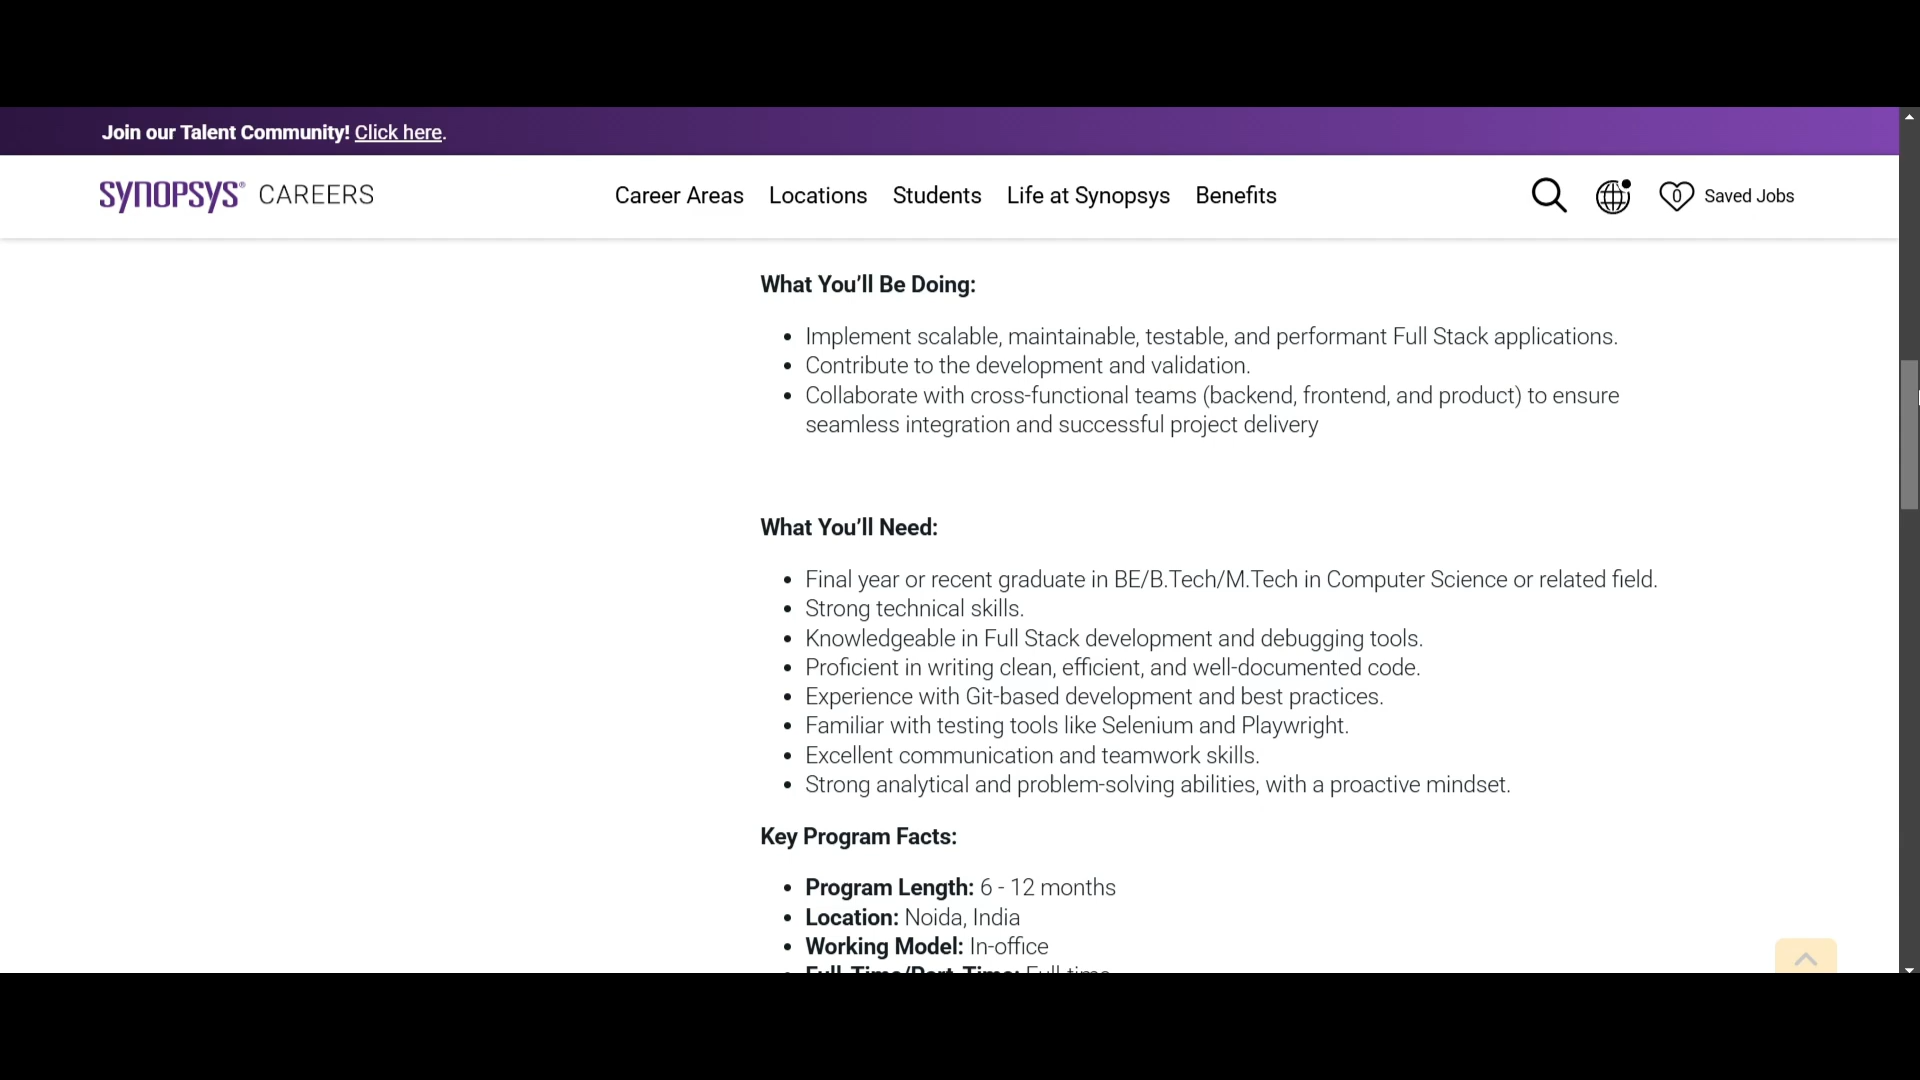 Join our Talent Community! Click here.
SYNOPSYS® CAREERS
Career Areas Locations Students Life at Synopsys Benefits
0 Saved Jobs
What You’ll Be Doing:
• Implement scalable, maintainable, testable, and performant Full Stack applications.
• Contribute to the development and validation.
• Collaborate with cross-functional teams (backend, frontend, and product) to ensure
seamless integration and successful project delivery
What You’ll Need:
• Final year or recent graduate in BE/B.Tech/M.Tech in Computer Science or related field.
• Strong technical skills.
• Knowledgeable in Full Stack development and debugging tools.
• Proficient in writing clean, efficient, and well-documented code.
• Experience with Git-based development and best practices.
• Familiar with testing tools like Selenium and Playwright.
• Excellent communication and teamwork skills.
• Strong analytical and problem-solving abilities, with a proactive mindset.
Key Program Facts:
• Program Length: 6 - 12 months
• Location: Noida, India
• Working Model: In-office
• Full-Time/Part-Time: Full-time